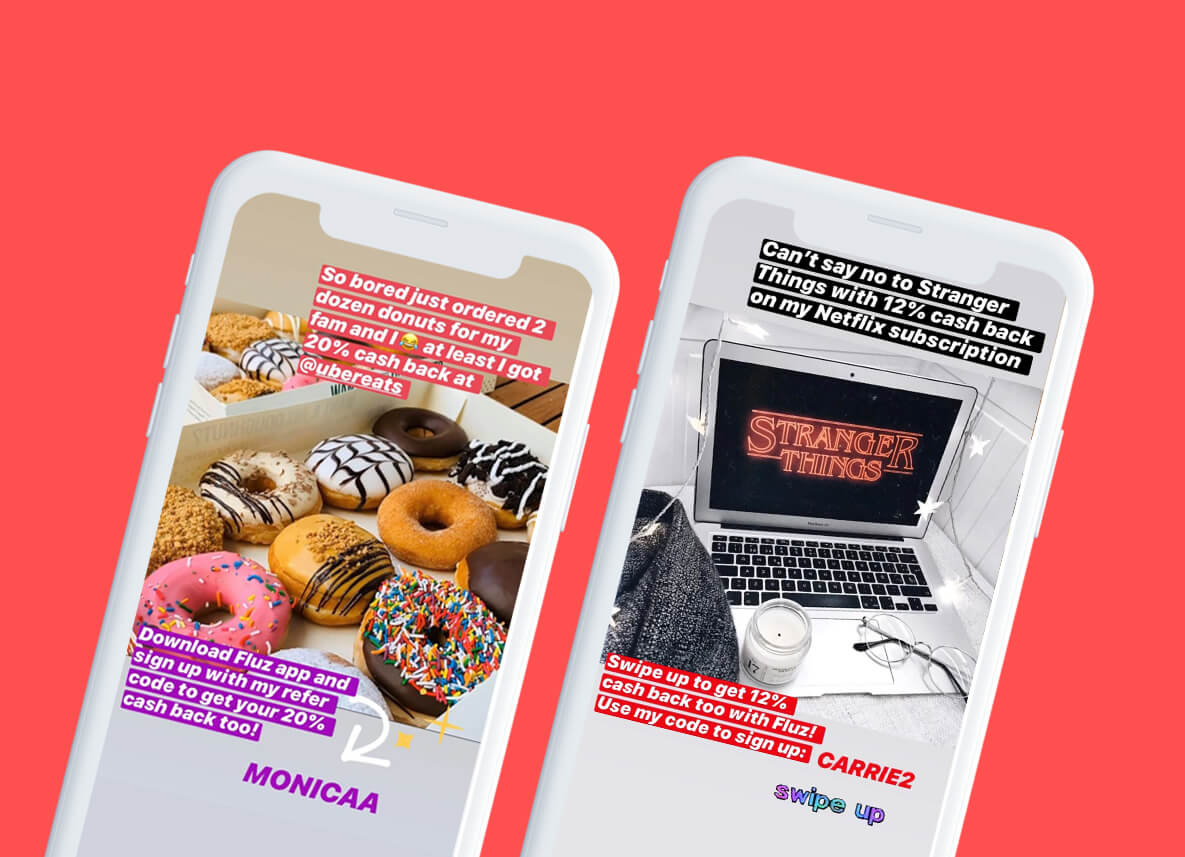 So bored just ordered 2
dozen donuts for my
fam and I 😂 at least I got
20% cash back at
@ubereats
Download Fluz app and
sign up with my refer
code to get your 20%
cash back too!
MONICAA
Can't say no to Stranger
Things with 12% cash back
on my Netflix subscription
STRANGER
THINGS
17
Swipe up to get 12%
cash back too with Fluz!
Use my code to sign up: CARRIE2
swipe up